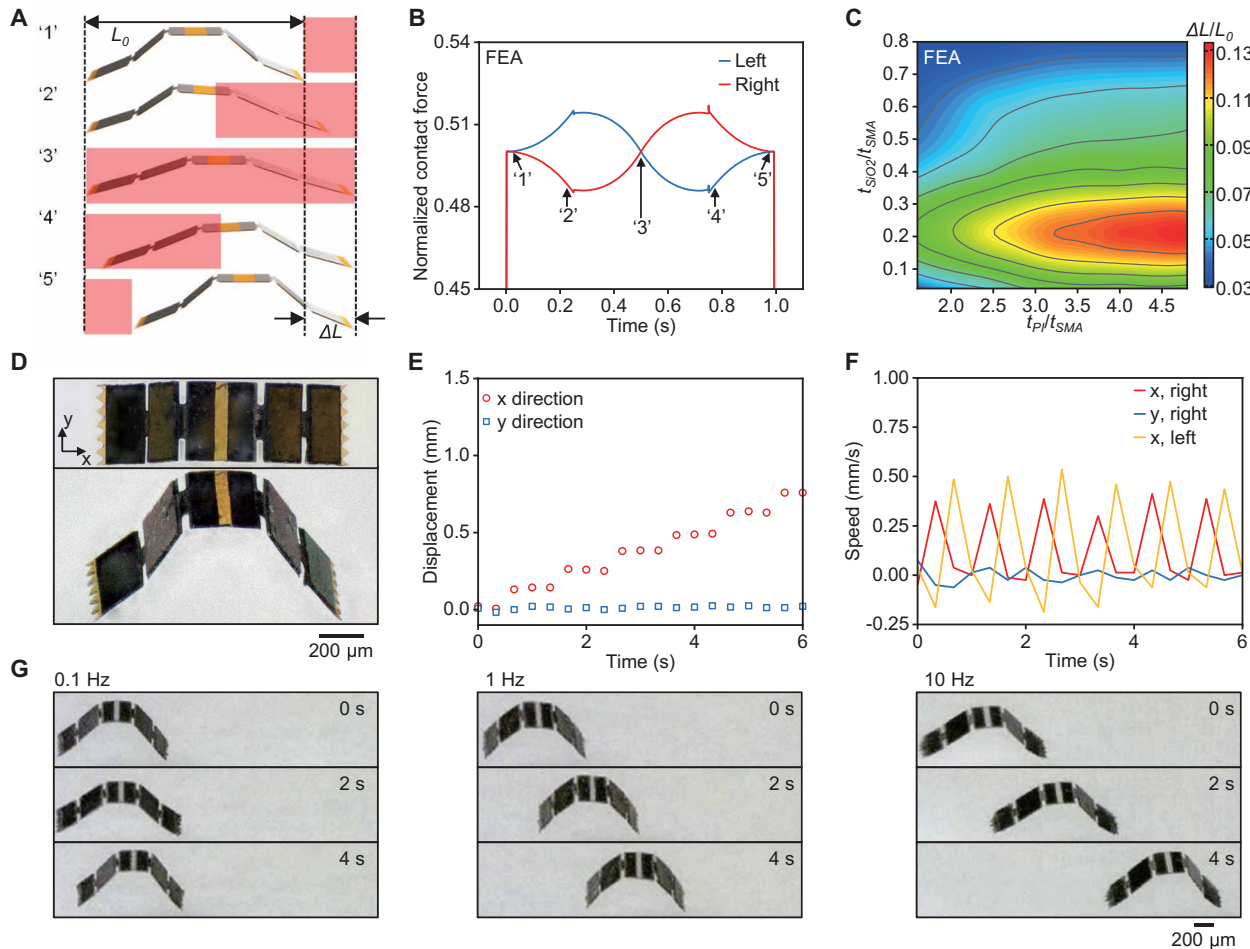 A
'1'
L0
'2'
'3'
'4'
'5'
ΔL
B
Normalized contact force
0.54
0.51
0.48
0.45
FEA
Left
Right
'1'
'2'
'3'
'4'
'5'
0.0 0.2 0.4 0.6 0.8 1.0
Time (s)
C
tSiO2/tSMA
0.8
0.7
0.6
0.5
0.4
0.3
0.2
0.1
FEA
2.0 2.5 3.0 3.5 4.0 4.5
tPI/tSMA
ΔL/L0
0.13
0.11
0.09
0.07
0.05
0.03
D
y
x
200 μm
E
Displacement (mm)
1.5
1.0
0.5
0.0
x direction
y direction
0 2 4 6
Time (s)
F
Speed (mm/s)
1.00
0.75
0.50
0.25
0.00
-0.25
x, right
y, right
x, left
0 2 4 6
Time (s)
G
0.1 Hz
0 s
2 s
4 s
1 Hz
0 s
2 s
4 s
10 Hz
0 s
2 s
4 s
200 μm